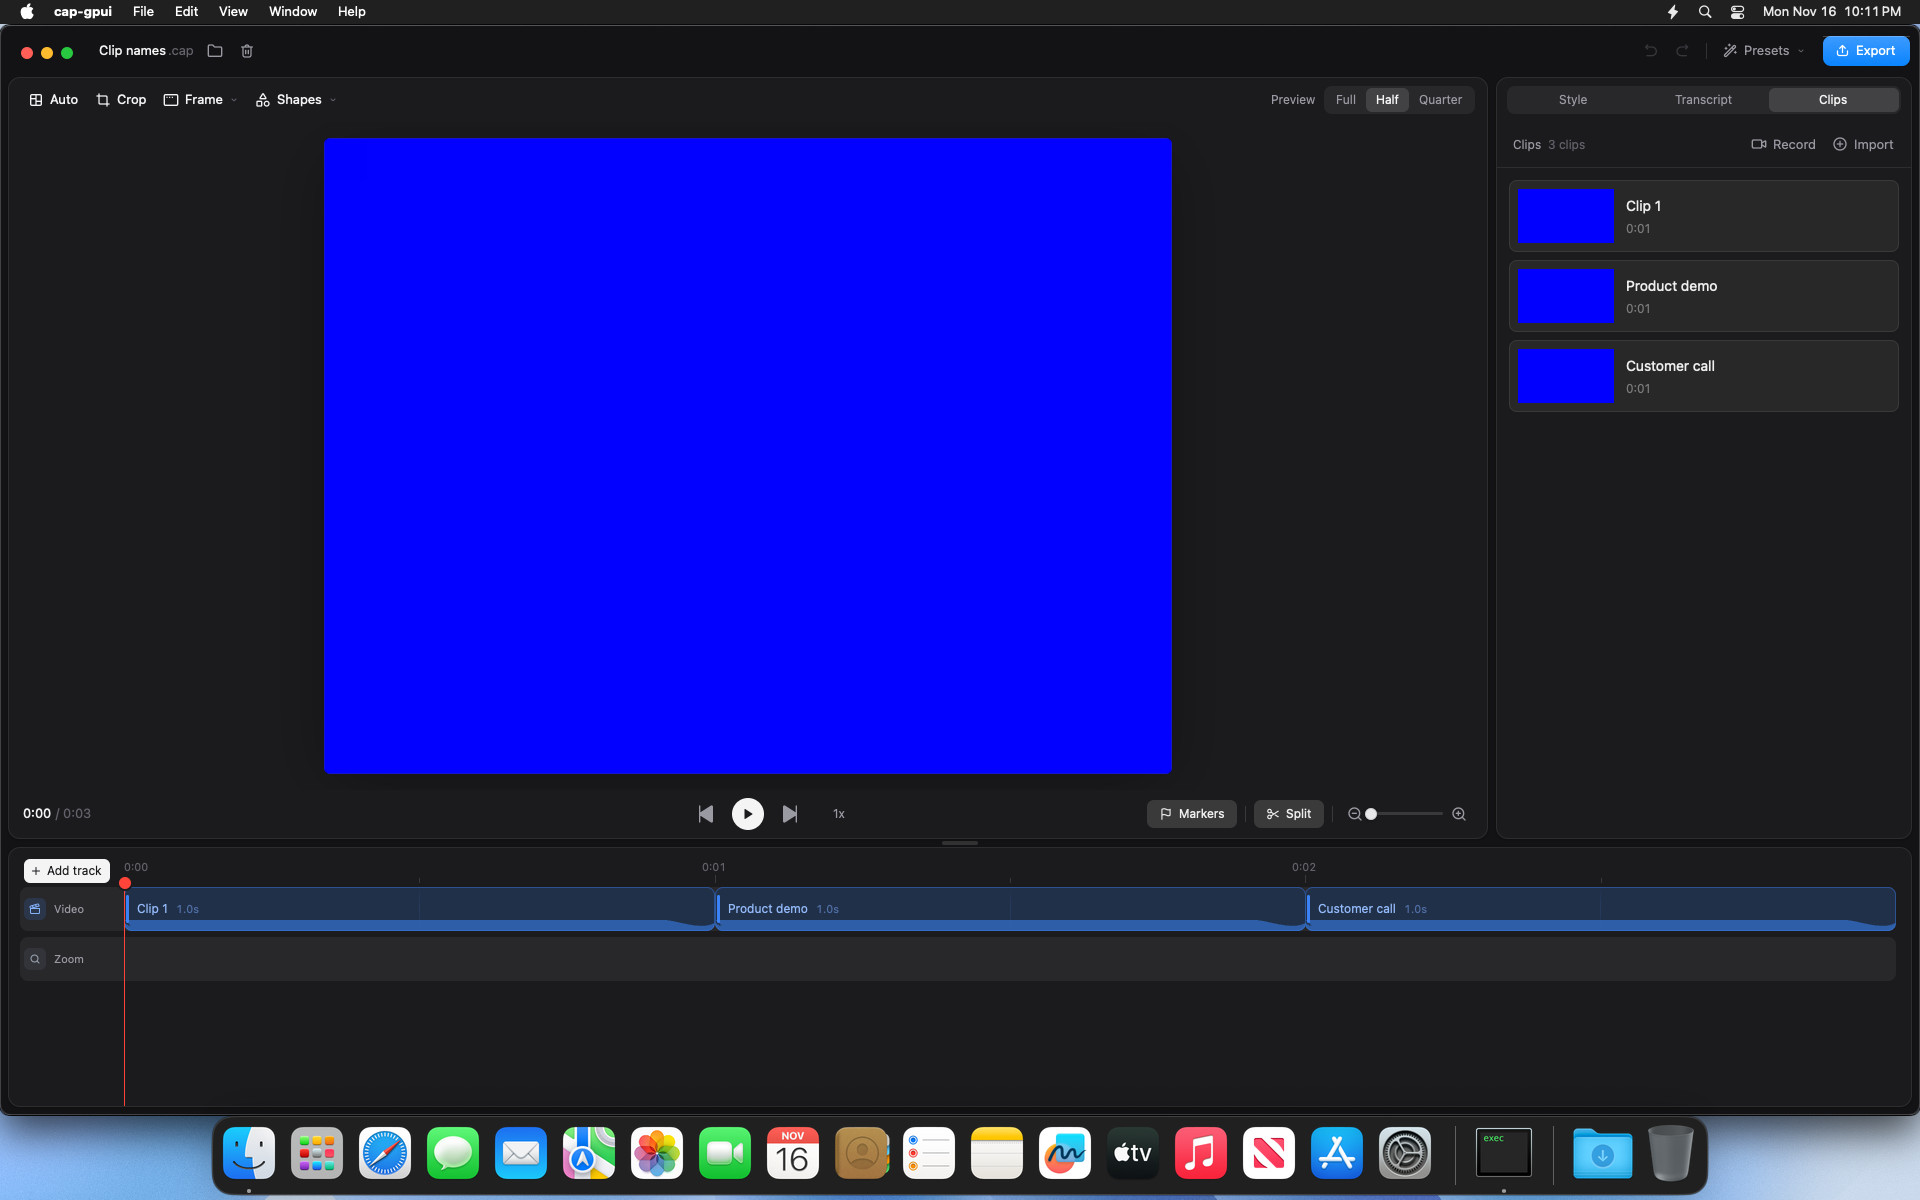 cap-gpui File Edit View Window Help Mon Nov 16 10:11 PM
Clip names.cap Presets Export
Auto Crop Frame Shapes Preview Full Half Quarter
Style Transcript Clips
Clips 3 clips Record Import
Clip 1
0:01
Product demo
0:01
Customer call
0:01
0:00 / 0:03 1x Markers Split
+ Add track 0:00 0:01 0:02
Video Clip 1 1.0s Product demo 1.0s Customer call 1.0s
Zoom
NOV
16
tv
exec